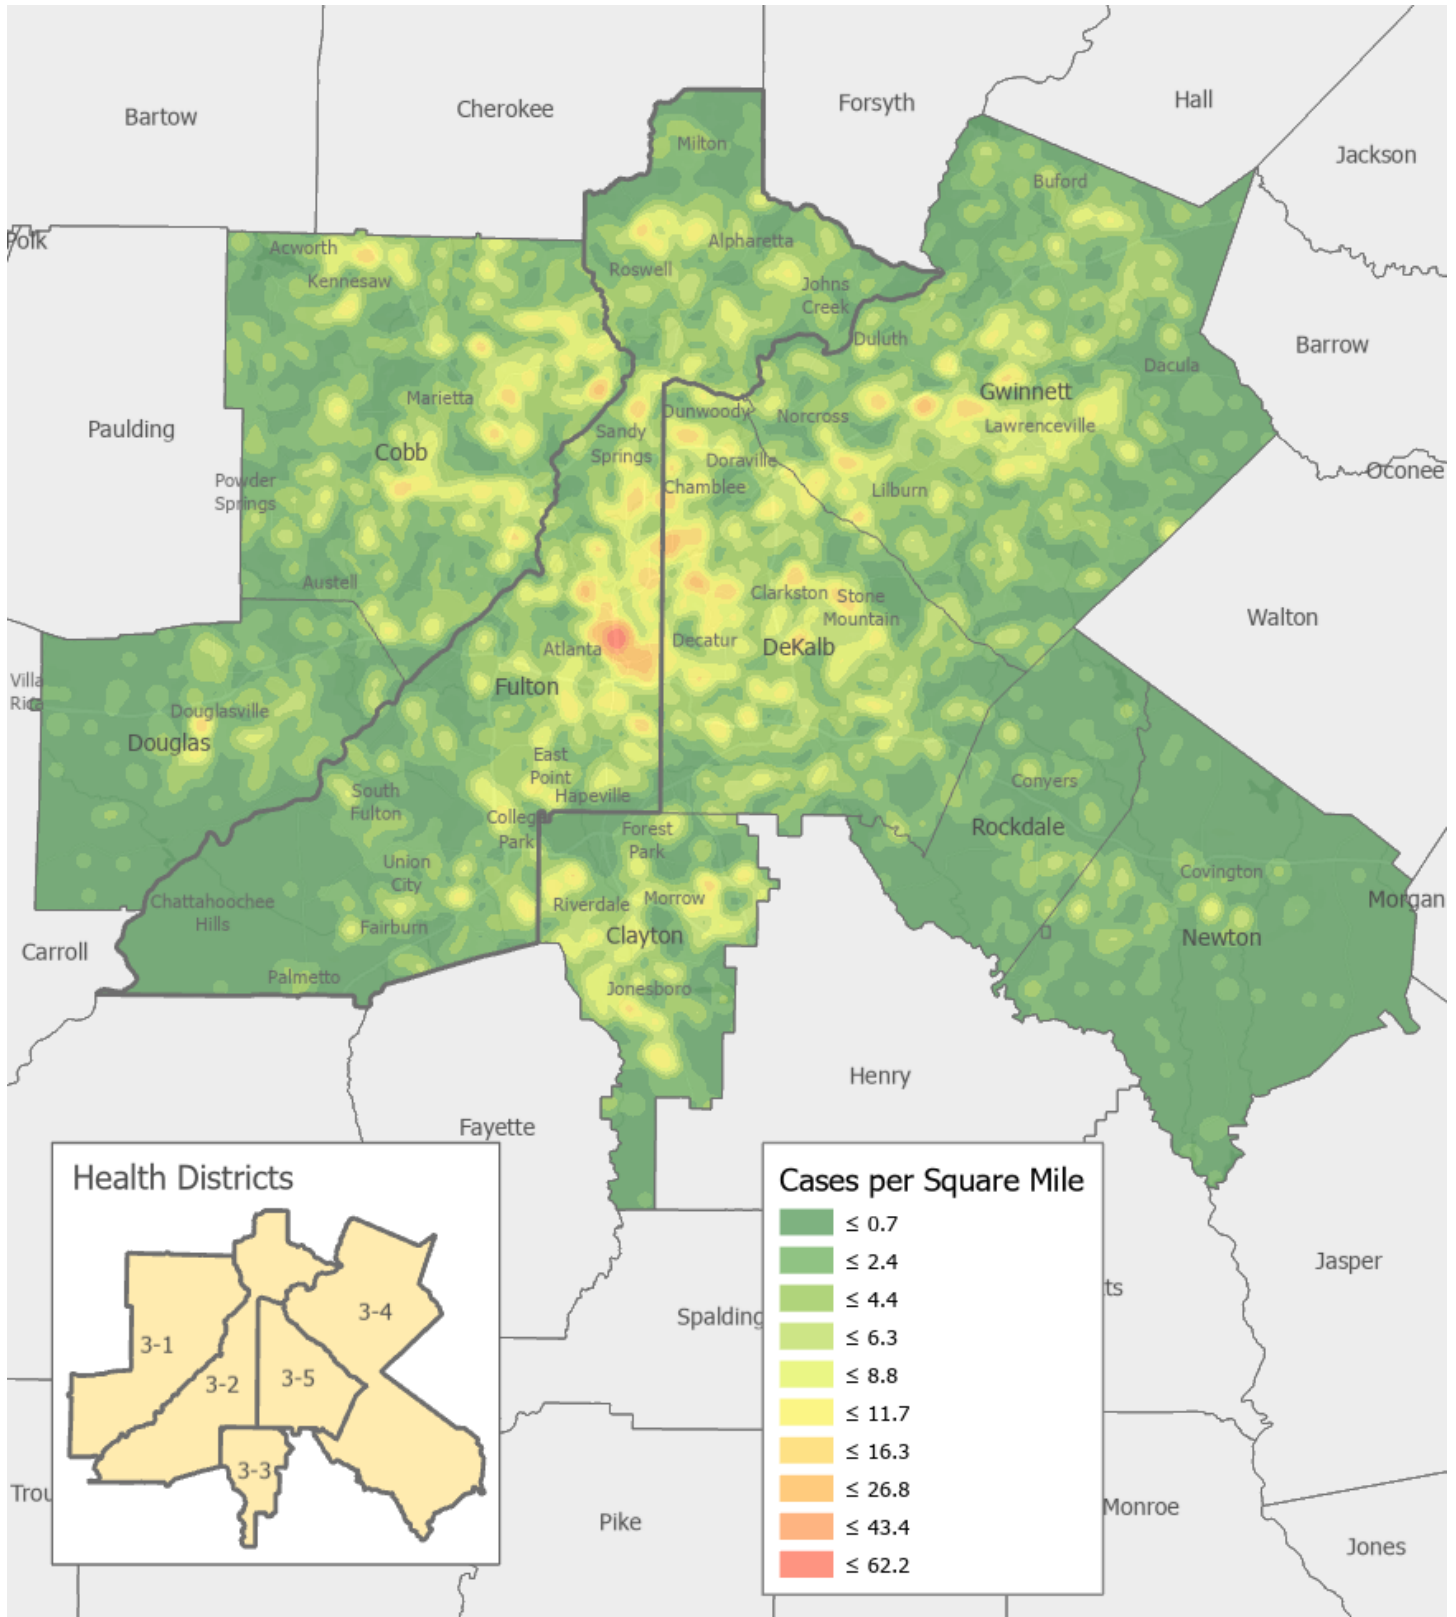 Bartow
Cherokee
Forsyth
Hall
Jackson
Milton
Buford
Polk
Acworth
Alpharetta
Kennesaw
Roswell
Johns
Creek
Duluth
Barrow
Dacula
Paulding
Marietta
Gwinnett
Dunwoody
Norcross
Lawrenceville
Sandy
Springs
Cobb
Doraville
Oconee
Powder
Springs
Chamblee
Lilburn
Austell
Clarkston
Stone
Mountain
Walton
Atlanta
Decatur
DeKalb
Villa
Rica
Fulton
Douglasville
Douglas
East
Point
Hapeville
South
Fulton
Conyers
College
Park
Forest
Park
Rockdale
Union
City
Covington
Chattahoochee
Hills
Riverdale
Morrow
Morgan
Fairburn
Clayton
Newton
Carroll
Palmetto
Jonesboro
Henry
Fayette
Health Districts
3-1
3-2
3-3
3-4
3-5
Cases per Square Mile
≤ 0.7
≤ 2.4
≤ 4.4
≤ 6.3
≤ 8.8
≤ 11.7
≤ 16.3
≤ 26.8
≤ 43.4
≤ 62.2
Jasper
ts
Spalding
Trou
Pike
Monroe
Jones